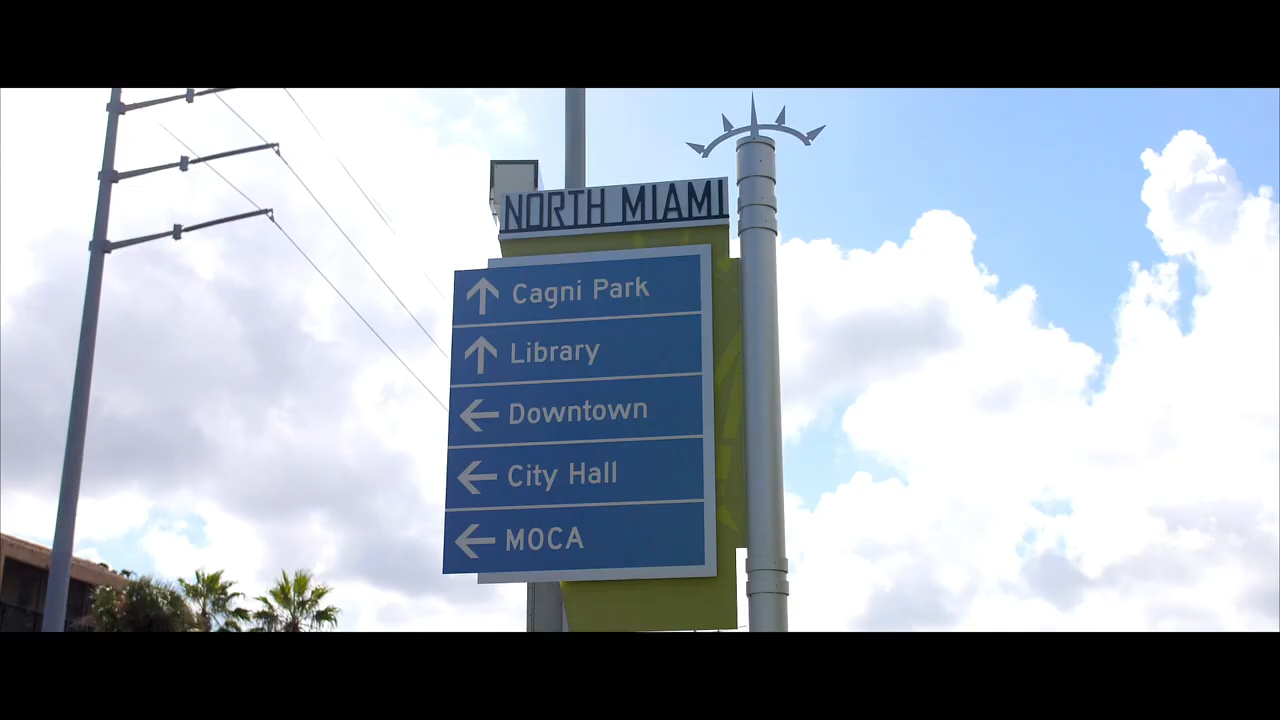 NORTH MIAMI
↑ Cagni Park
↑ Library
← Downtown
← City Hall
← MOCA